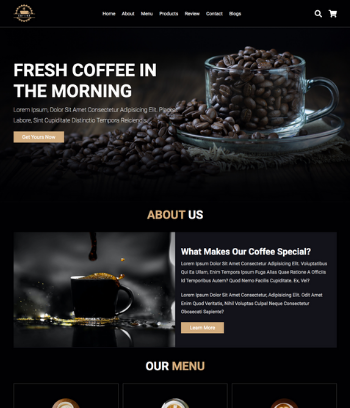 Home About Menu Products Review Contact Blogs
FRESH COFFEE IN
THE MORNING
Lorem Ipsum, Dolor Sit Amet Consectetur Adipisicing Elit. Placeat
Labore, Sint Cupiditate Distinctio Tempora Reiciendis.
Get Yours Now
ABOUT US
What Makes Our Coffee Special?
Lorem Ipsum Dolor Sit Amet Consectetur, Adipisicing Elit. Voluptatibus
Qui Ea Ullam, Enim Tempora Ipsum Fuga Alias Quae Ratione A Officiis
Id Temporibus Autem? Quod Nemo Facilis Cupiditate. Ex, Vel?
Lorem Ipsum Dolor Sit Amet Consectetur, Adipisicing Elit. Odit Amet
Enim Quod Veritatis, Nihil Voluptas Culpa! Neque Consectetur
Obcaecati Sapiente?
Learn More
OUR MENU